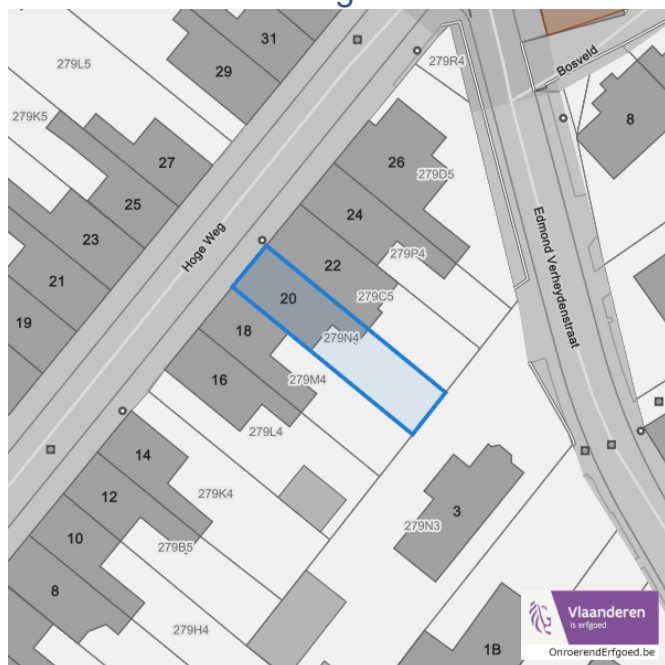 31
29
279L5
279R4
Bosveld
8
279K5
27
26
279D5
25
24
23
Hoge Weg
Edmond Verheydenstraat
22
279P4
21
20
279C5
19
18
279N4
16
279M4
279L4
14
279K4
12
3
279N3
10
279B5
8
279H4
1B
Vlaanderen
is erfgoed
OnroerendErfgoed.be